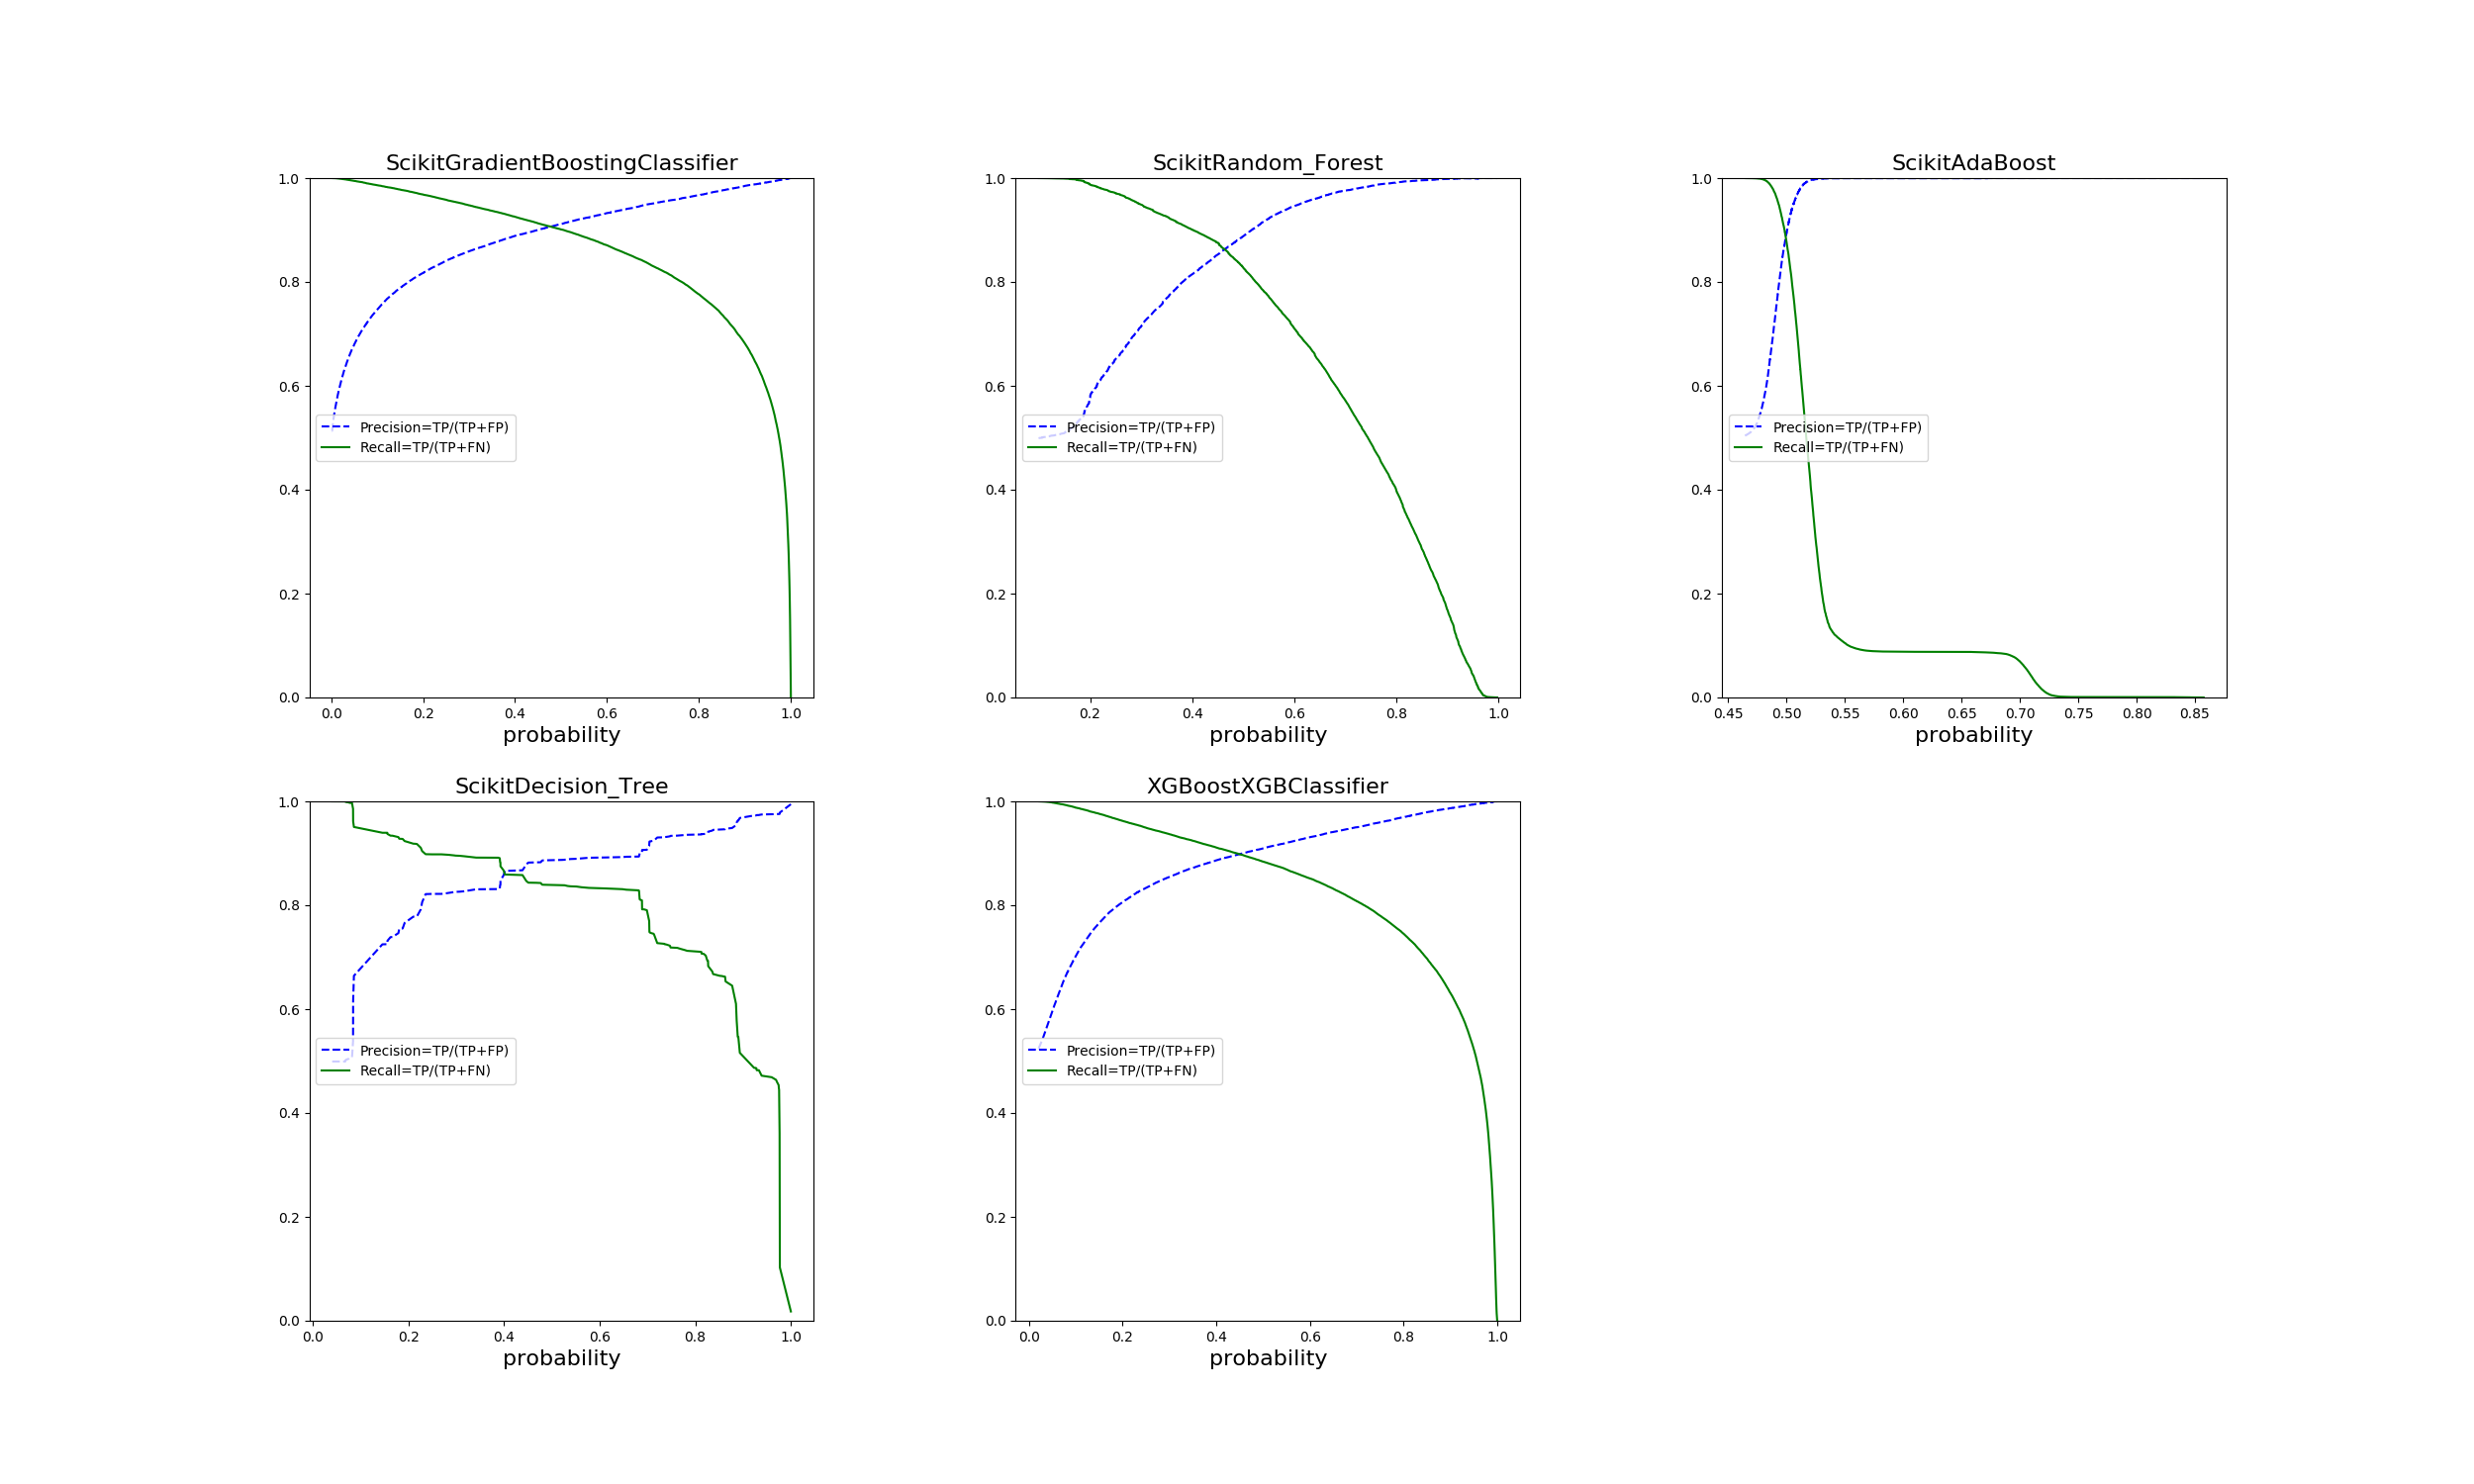 ScikitGradientBoostingClassifier
1.0
0.8
0.6
0.4
0.2
0.0
Precision=TP/(TP+FP)
Recall=TP/(TP+FN)
0.0 0.2 0.4 0.6 0.8 1.0
probability
ScikitRandom_Forest
1.0
0.8
0.6
0.4
0.2
0.0
Precision=TP/(TP+FP)
Recall=TP/(TP+FN)
0.2 0.4 0.6 0.8 1.0
probability
ScikitAdaBoost
1.0
0.8
0.6
0.4
0.2
0.0
Precision=TP/(TP+FP)
Recall=TP/(TP+FN)
0.45 0.50 0.55 0.60 0.65 0.70 0.75 0.80 0.85
probability
ScikitDecision_Tree
1.0
0.8
0.6
0.4
0.2
0.0
Precision=TP/(TP+FP)
Recall=TP/(TP+FN)
0.0 0.2 0.4 0.6 0.8 1.0
probability
XGBoostXGBClassifier
1.0
0.8
0.6
0.4
0.2
0.0
Precision=TP/(TP+FP)
Recall=TP/(TP+FN)
0.0 0.2 0.4 0.6 0.8 1.0
probability